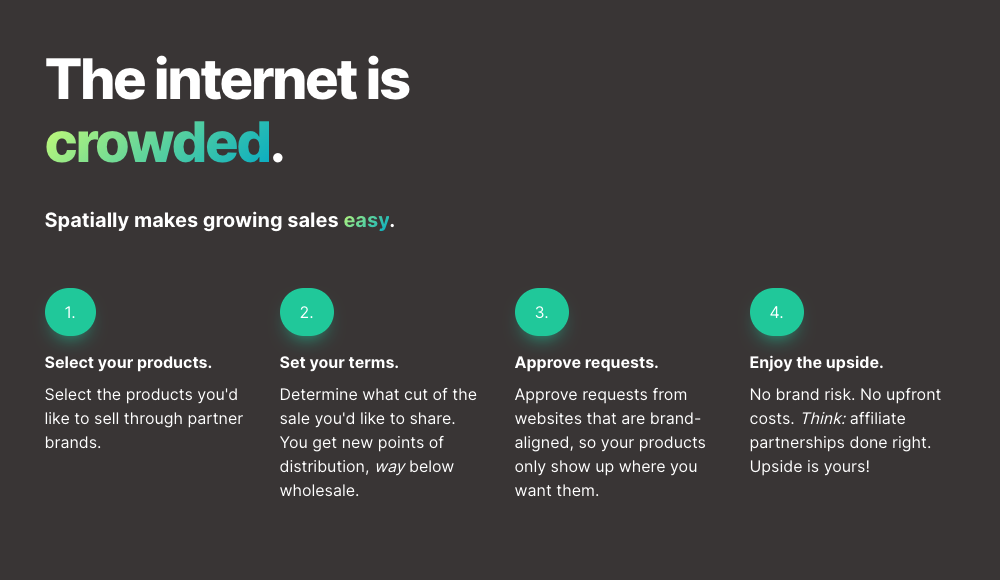 The internet is
crowded.
Spatially makes growing sales easy.
1.
Select your products.
Select the products you'd
like to sell through partner
brands.
2.
Set your terms.
Determine what cut of the
sale you'd like to share.
You get new points of
distribution, way below
wholesale.
3.
Approve requests.
Approve requests from
websites that are brand-
aligned, so your products
only show up where you
want them.
4.
Enjoy the upside.
No brand risk. No upfront
costs. Think: affiliate
partnerships done right.
Upside is yours!